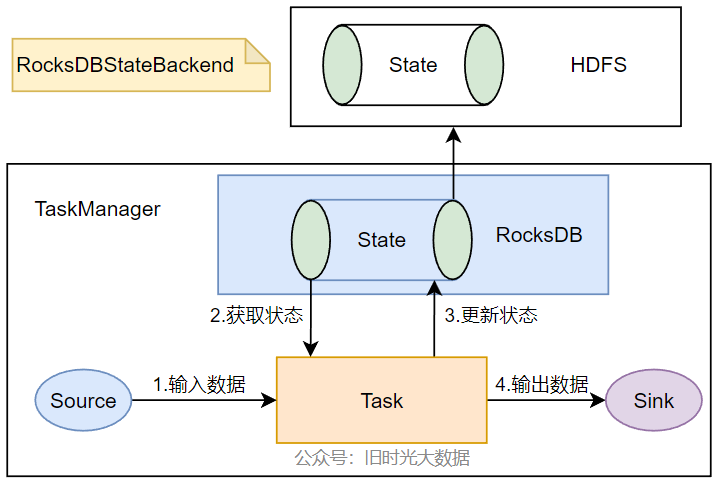 RocksDBStateBackend
State
HDFS
TaskManager
State
RocksDB
2.获取状态
3.更新状态
Source
1.输入数据
Task
4.输出数据
Sink
公众号：旧时光大数据